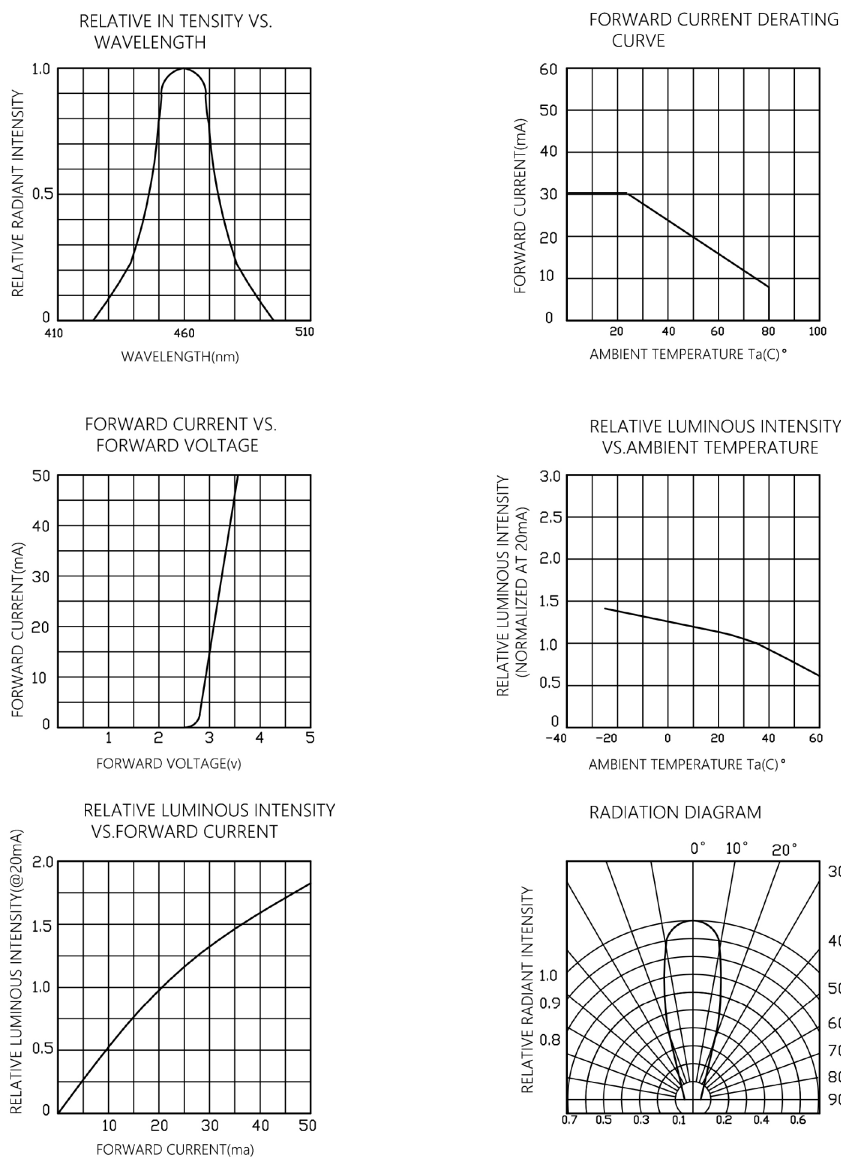 RELATIVE IN TENSITY VS.
WAVELENGTH
RELATIVE RADIANT INTENSITY
1.0
0.5
0
410
460
510
WAVELENGTH(nm)
FORWARD CURRENT DERATING
CURVE
FORWARD CURRENT(mA)
60
50
40
30
20
10
0
20
40
60
80
100
AMBIENT TEMPERATURE Ta(C)°
FORWARD CURRENT VS.
FORWARD VOLTAGE
FORWARD CURRENT(mA)
50
40
30
20
10
0
1
2
3
4
5
FORWARD VOLTAGE(v)
RELATIVE LUMINOUS INTENSITY
VS.AMBIENT TEMPERATURE
RELATIVE LUMINOUS INTENSITY
(NORMALIZED AT 20mA)
3.0
2.5
2.0
1.5
1.0
0.5
0
-40
-20
0
20
40
60
AMBIENT TEMPERATURE Ta(C)°
RELATIVE LUMINOUS INTENSITY
VS.FORWARD CURRENT
RELATIVE LUMINOUS INTENSITY(@20mA)
2.0
1.5
1.0
0.5
0
10
20
30
40
50
FORWARD CURRENT(ma)
RADIATION DIAGRAM
RELATIVE RADIANT INTENSITY
0° 10° 20°
30
40
50
60
70
80
90
1.0
0.9
0.8
0.7 0.5 0.3 0.1 0.2 0.4 0.6